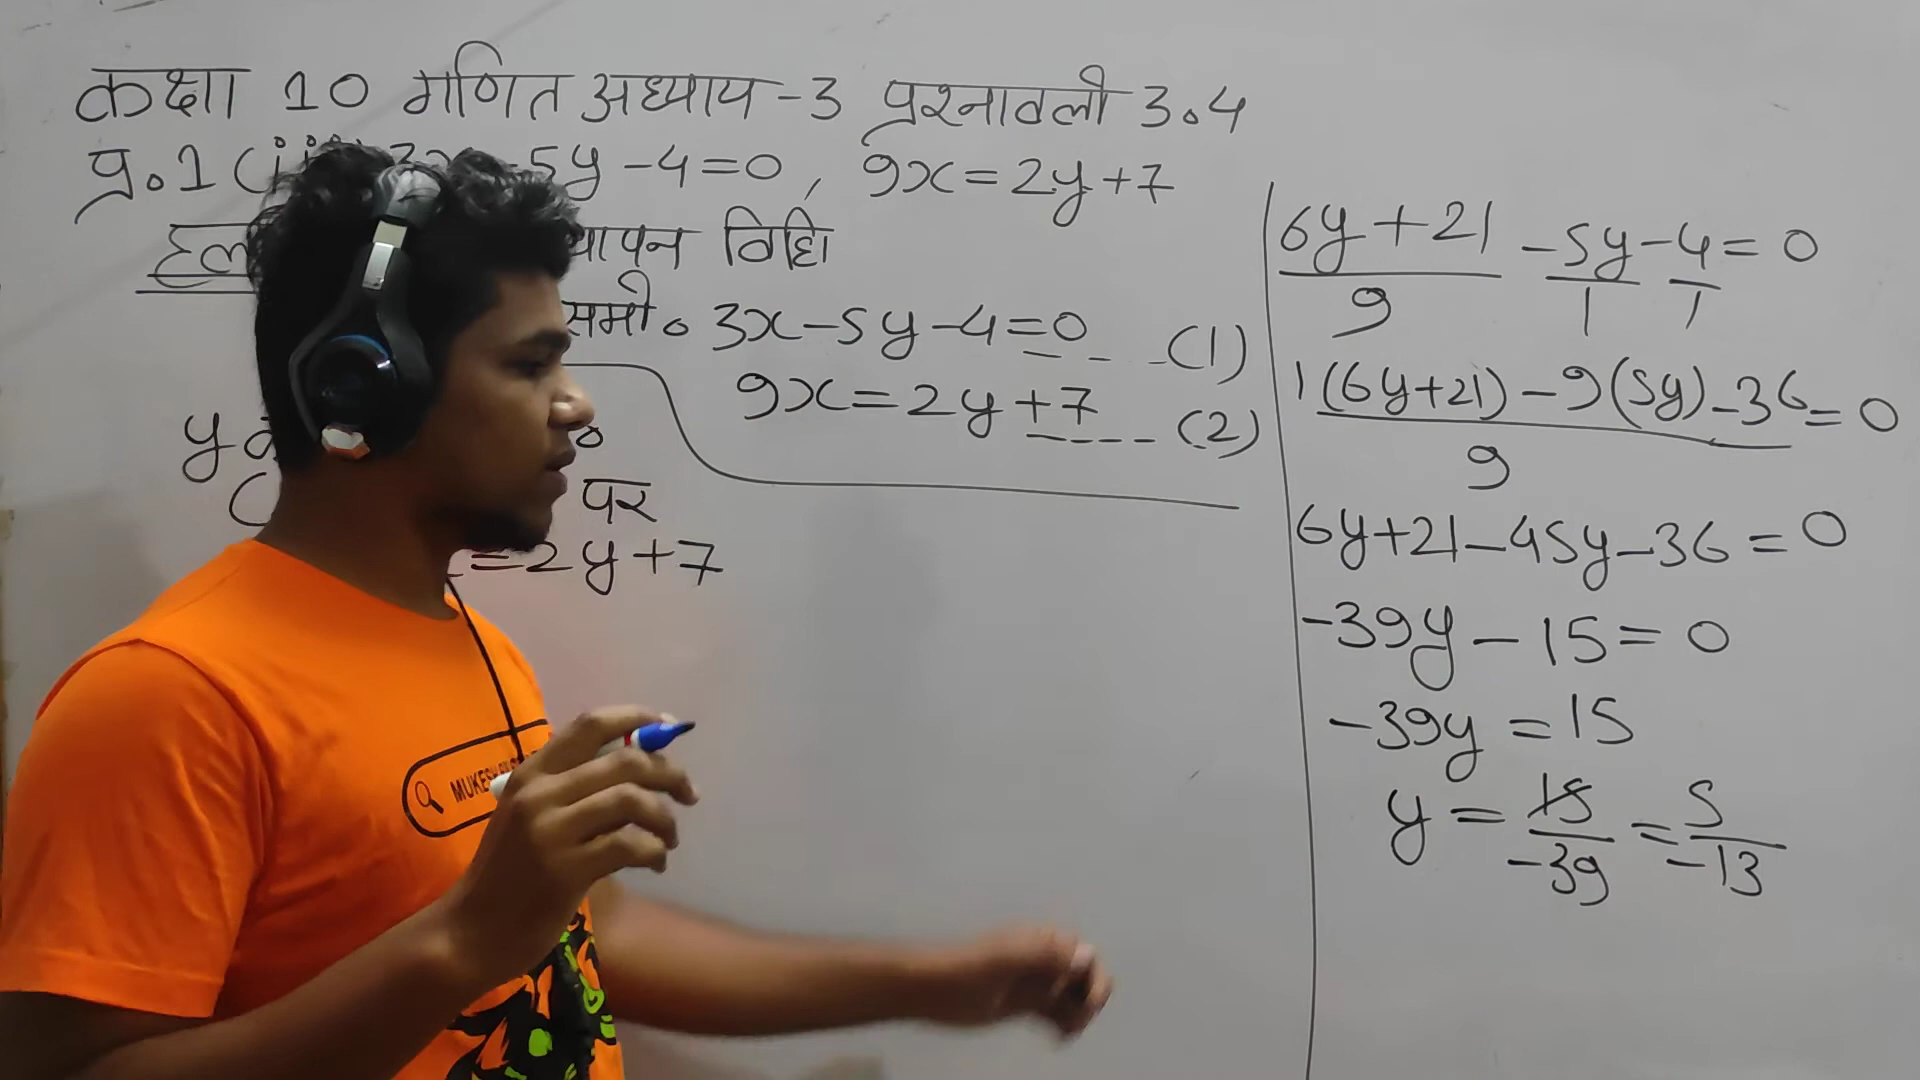 कक्षा 10 गणित अध्याय -3 प्रश्नावली 3.4
प्र.1 (iii) 3x-5y-4=0, 9x=2y+7
हल
विधि
समी० 3x-5y-4=0 ----(1)
9x=2y+7 ----(2)
y
पर
=2y+7
MUKES
6y+21/9 -5y/1 -4/1 = 0
1(6y+21)-9(5y)-36/9 = 0
6y+21-45y-36=0
-39y-15=0
-39y=15
y=15/-39=5/-13